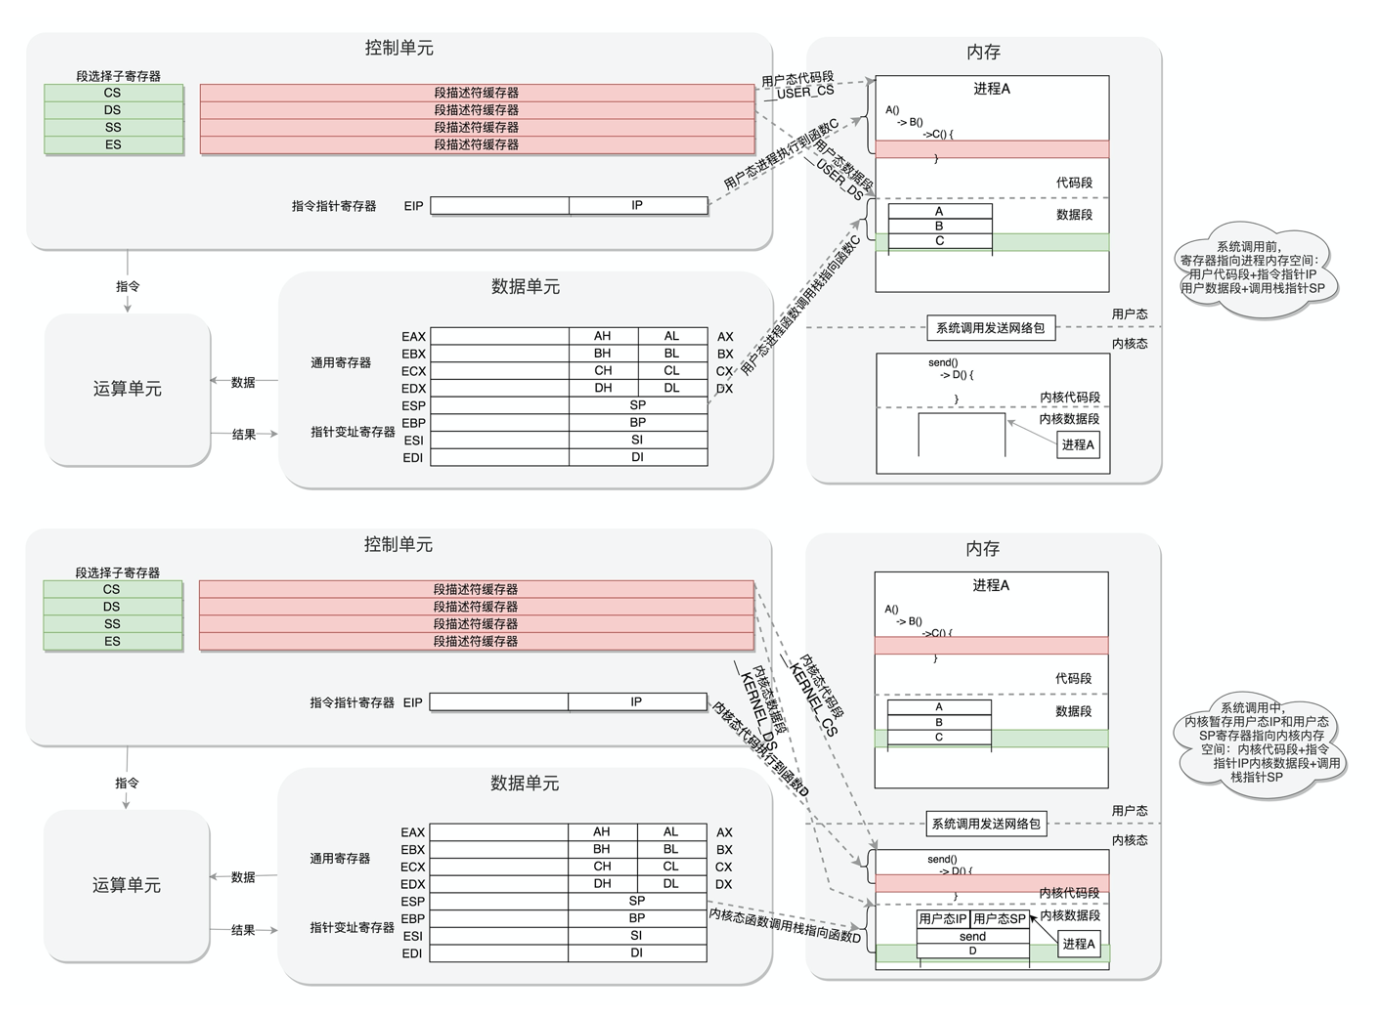 控制单元
段选择子寄存器
CS 段描述符缓存器
DS 段描述符缓存器
SS 段描述符缓存器
ES 段描述符缓存器
指令指针寄存器 EIP IP
指令
运算单元
数据
结果
数据单元
通用寄存器
指针变址寄存器
EAX AH AL AX
EBX BH BL BX
ECX CH CL CX
EDX DH DL DX
ESP SP
EBP BP
ESI SI
EDI DI
用户态代码段
__USER_CS
用户态进程执行到函数C
用户态数据段
__USER_DS
用户态进程函数调用栈指向函数C
内存
进程A
A()
-> B()
->C() {
}
代码段
数据段
A
B
C
用户态
系统调用发送网络包
内核态
send()
-> D() {
}
内核代码段
内核数据段
进程A
系统调用前，
寄存器指向进程内存空间：
用户代码段+指令指针IP
用户数据段+调用栈指针SP
控制单元
段选择子寄存器
CS 段描述符缓存器
DS 段描述符缓存器
SS 段描述符缓存器
ES 段描述符缓存器
指令指针寄存器 EIP IP
指令
运算单元
数据
结果
数据单元
通用寄存器
指针变址寄存器
EAX AH AL AX
EBX BH BL BX
ECX CH CL CX
EDX DH DL DX
ESP SP
EBP BP
ESI SI
EDI DI
内核态代码段
__KERNEL_CS
内核态数据段
__KERNEL_DS
内核态代码执行到函数D
内核态函数调用栈指向函数D
内存
进程A
A()
-> B()
->C() {
}
代码段
数据段
A
B
C
用户态
系统调用发送网络包
内核态
send()
-> D() {
}
内核代码段
内核数据段
用户态IP 用户态SP
send
D
进程A
系统调用中，
内核暂存用户态IP和用户态
SP寄存器指向内核内存
空间：内核代码段+指令
指针IP内核数据段+调用
栈指针SP